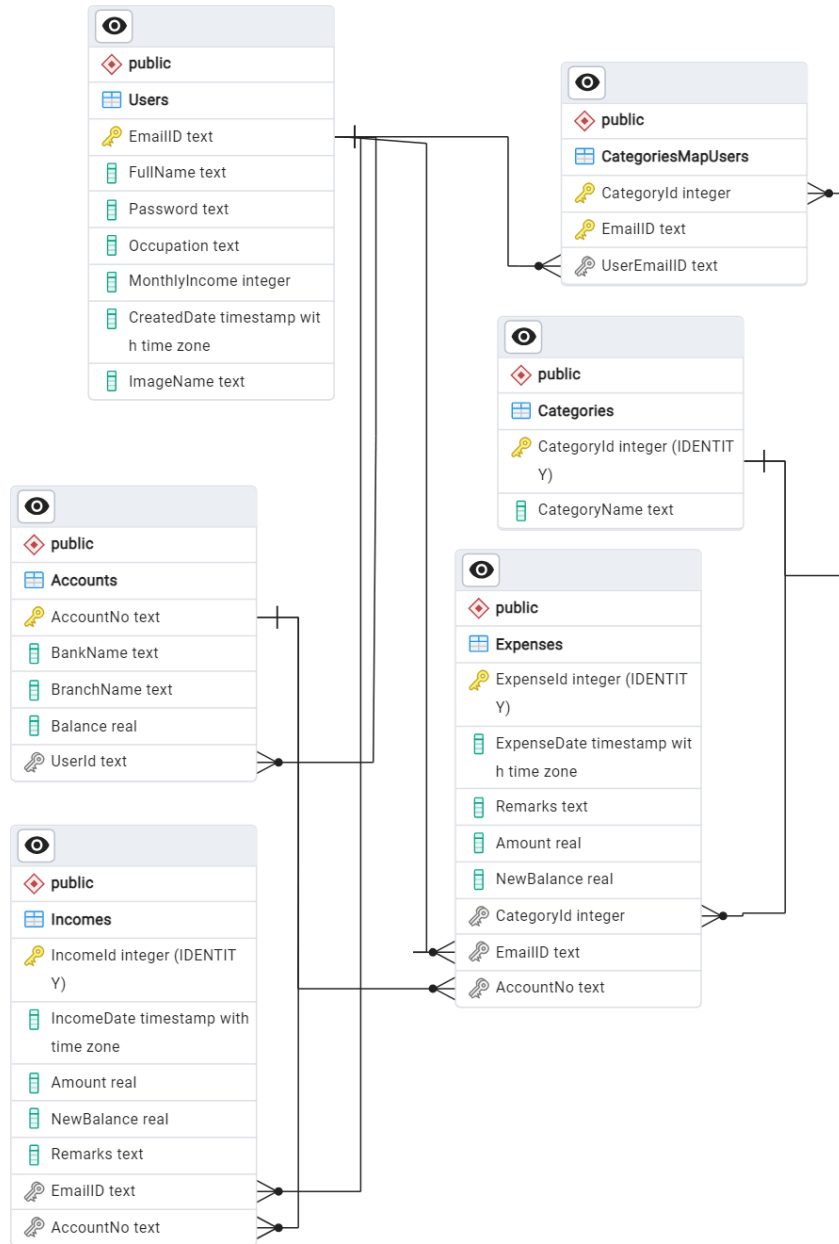 public
Users
EmailID text
FullName text
Password text
Occupation text
MonthlyIncome integer
CreatedDate timestamp wit
h time zone
ImageName text
public
CategoriesMapUsers
CategoryId integer
EmailID text
UserEmailID text
public
Categories
CategoryId integer (IDENTIT
Y)
CategoryName text
public
Accounts
AccountNo text
BankName text
BranchName text
Balance real
UserId text
public
Expenses
ExpenseId integer (IDENTIT
Y)
ExpenseDate timestamp wit
h time zone
Remarks text
Amount real
NewBalance real
CategoryId integer
EmailID text
AccountNo text
public
Incomes
IncomeId integer (IDENTIT
Y)
IncomeDate timestamp with
time zone
Amount real
NewBalance real
Remarks text
EmailID text
AccountNo text